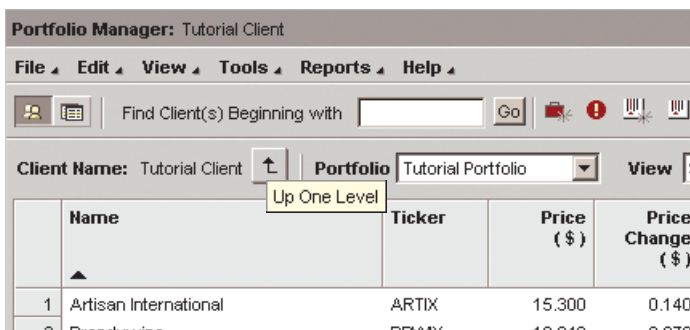 Portfolio Manager: Tutorial Client
File Edit View Tools Reports Help
Find Client(s) Beginning with Go
Client Name: Tutorial Client Portfolio Tutorial Portfolio View
Up One Level
Name Ticker Price ($) Price Change ($)
1 Artisan International ARTIX 15.300 0.140